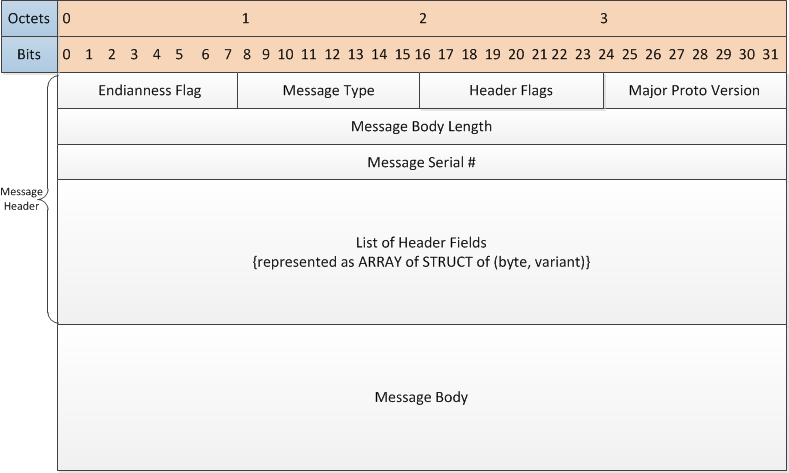 Octets 0 1 2 3
Bits 0 1 2 3 4 5 6 7 8 9 10 11 12 13 14 15 16 17 18 19 20 21 22 23 24 25 26 27 28 29 30 31
Endianness Flag Message Type Header Flags Major Proto Version
Message Body Length
Message Serial #
Message
Header
List of Header Fields
{represented as ARRAY of STRUCT of (byte, variant)}
Message Body